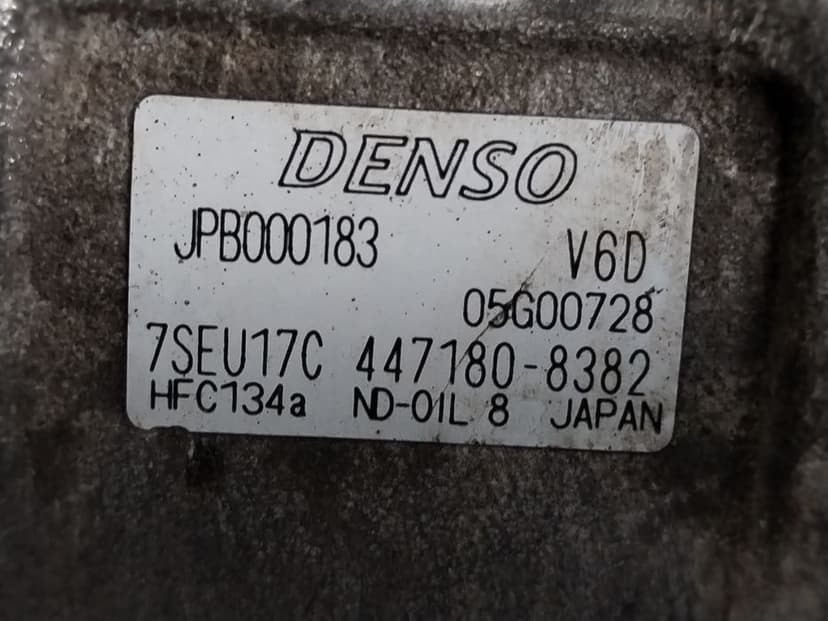 DENSO
JPB000183 V6D
05G00728
7SEU17C 447180-8382
HFC134a ND-OIL 8 JAPAN